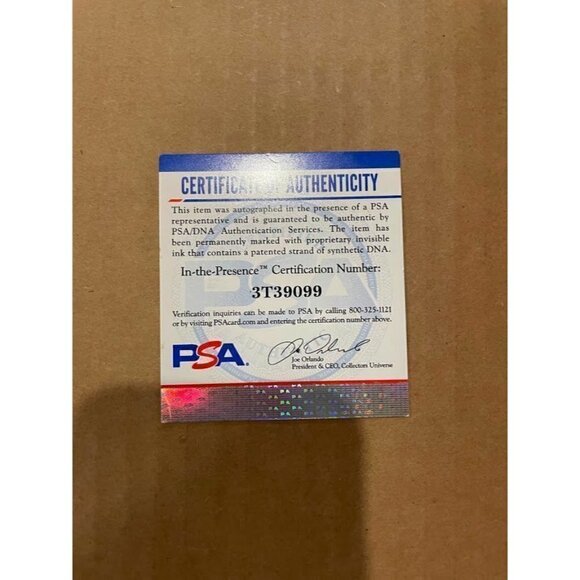 CERTIFICATE OF AUTHENTICITY
This item was autographed in the presence of a PSA
representative and is guaranteed to be authentic by
PSA/DNA Authentication Services. The item has
been permanently marked with proprietary invisible
ink that contains a patented strand of synthetic DNA.
In-the-Presence™ Certification Number:
3T39099
Verification inquiries can be made to PSA by calling 800-325-1121
or by visiting PSAcard.com and entering the certification number above.
PSA.
Joe Orlando
President & CEO, Collectors Universe